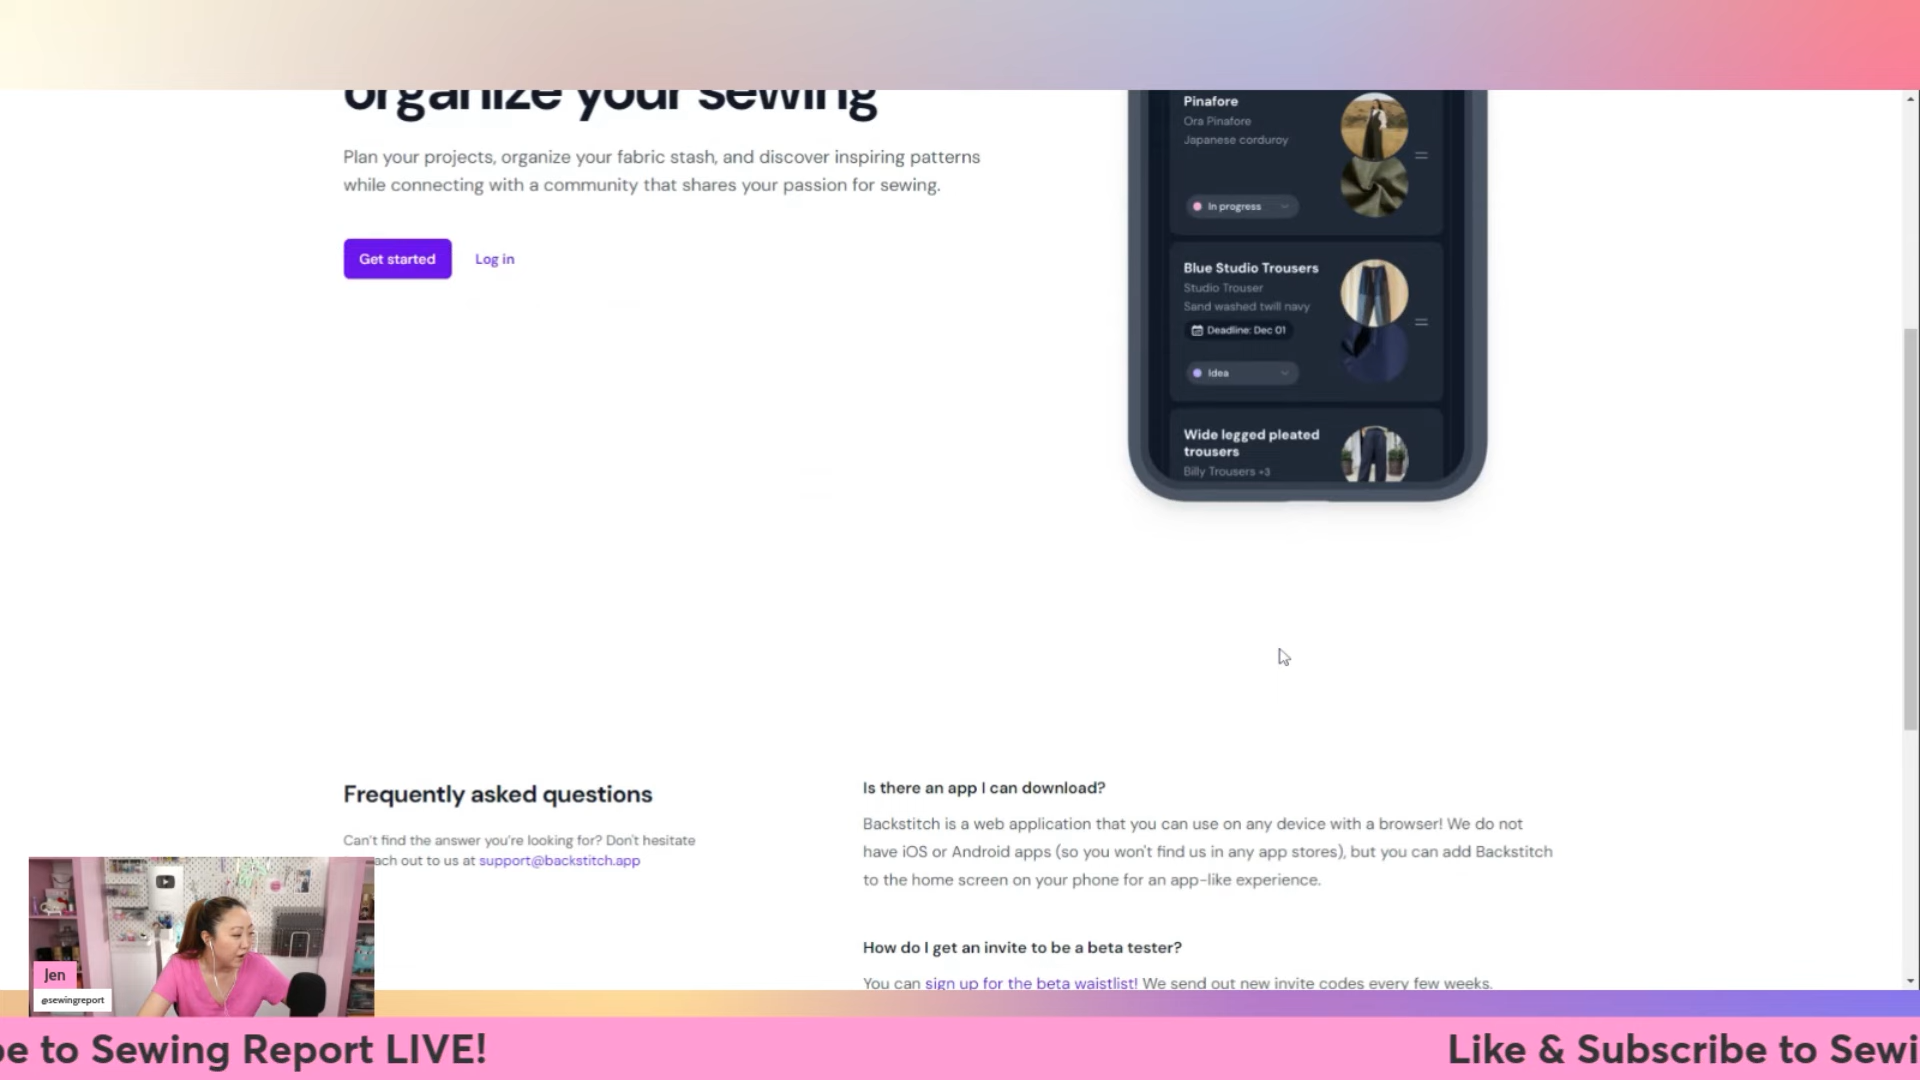 organize your sewing
Plan your projects, organize your fabric stash, and discover inspiring patterns
while connecting with a community that shares your passion for sewing.
Get started
Log in
Pinafore
Ora Pinafore
Japanese corduroy
In progress
Blue Studio Trousers
Studio Trouser
Sand washed twill navy
Deadline: Dec 01
Idea
Wide legged pleated
trousers
Billy Trousers +3
Frequently asked questions
Can't find the answer you're looking for? Don't hesitate
ach out to us at support@backstitch.app
Is there an app I can download?
Backstitch is a web application that you can use on any device with a browser! We do not
have iOS or Android apps (so you won't find us in any app stores), but you can add Backstitch
to the home screen on your phone for an app-like experience.
How do I get an invite to be a beta tester?
You can sign up for the beta waistlist! We send out new invite codes every few weeks.
Jen
@sewingreport
be to Sewing Report LIVE!
Like & Subscribe to Sewi